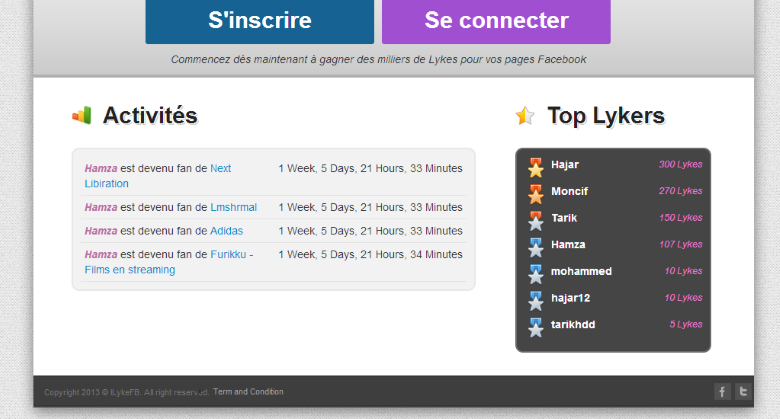 S'inscrire
Se connecter
Commencez dès maintenant à gagner des milliers de Lykes pour vos pages Facebook
Activités
Hamza est devenu fan de Next 1 Week, 5 Days, 21 Hours, 33 Minutes
Libiration
Hamza est devenu fan de Lmshrmal 1 Week, 5 Days, 21 Hours, 33 Minutes
Hamza est devenu fan de Adidas 1 Week, 5 Days, 21 Hours, 33 Minutes
Hamza est devenu fan de Furikku - 1 Week, 5 Days, 21 Hours, 34 Minutes
Films en streaming
Top Lykers
Hajar 300 Lykes
Moncif 270 Lykes
Tarik 150 Lykes
Hamza 107 Lykes
mohammed 10 Lykes
hajar12 10 Lykes
tarikhdd 5 Lykes
Copyright 2013 © ILykeFB. All right reserved. Term and Condition